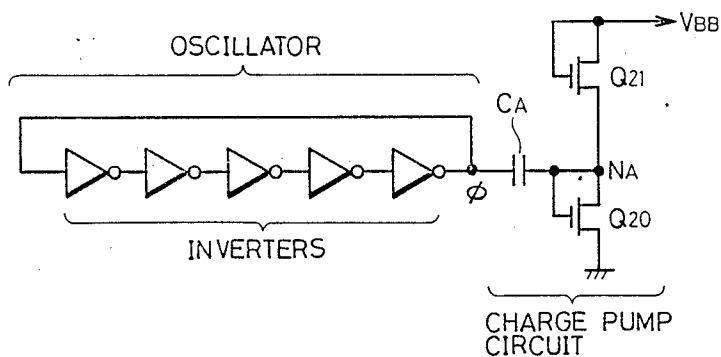 OSCILLATOR
VBB
Q21
CA
NA
φ
Q20
INVERTERS
CHARGE PUMP
CIRCUIT